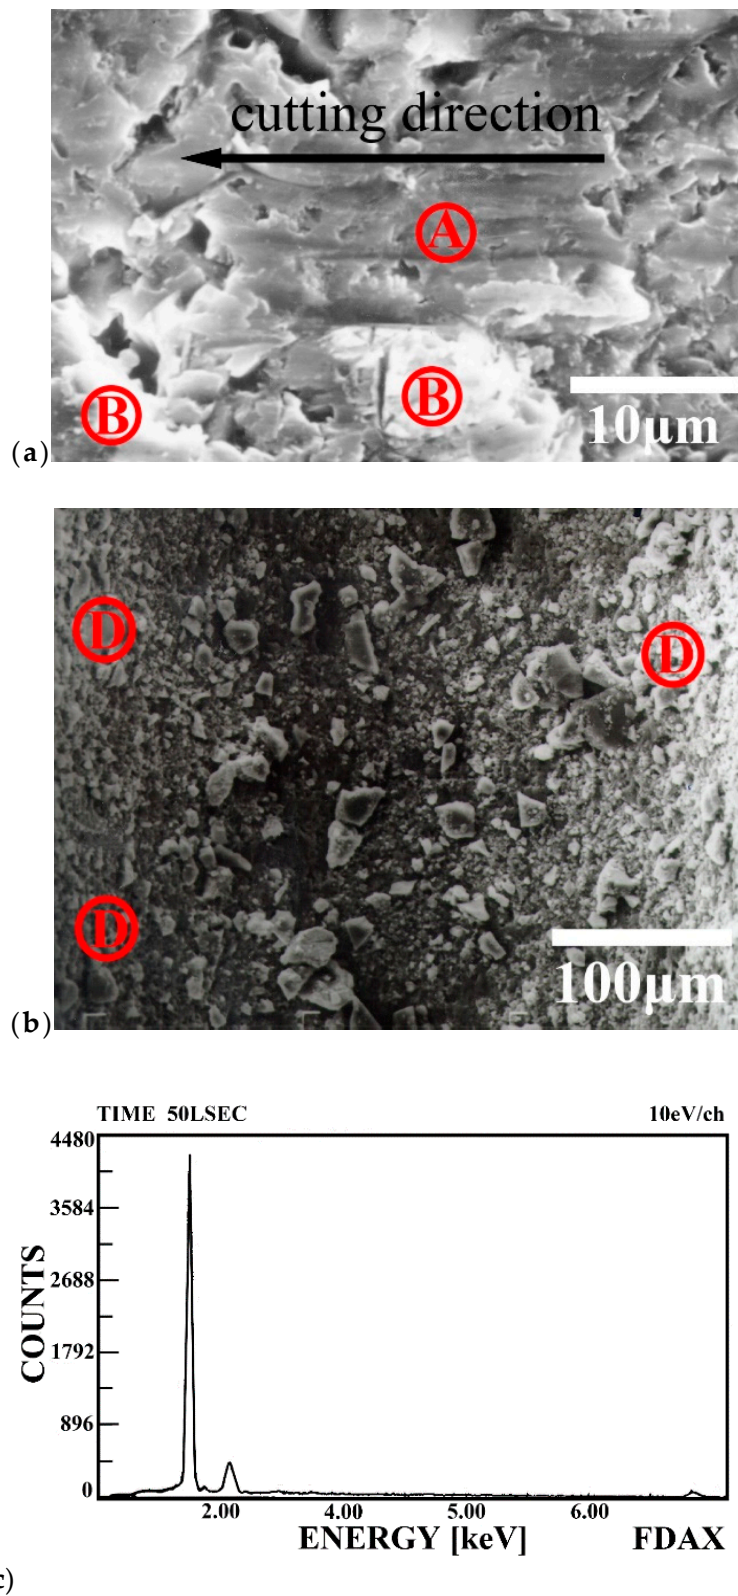 cutting direction
A
B
B
10μm
(a)
D
D
D
100μm
(b)
TIME 50LSEC
10eV/ch
4480
3584
2688
1792
896
0
COUNTS
2.00
4.00
5.00
6.00
ENERGY [keV]
FDAX
c)